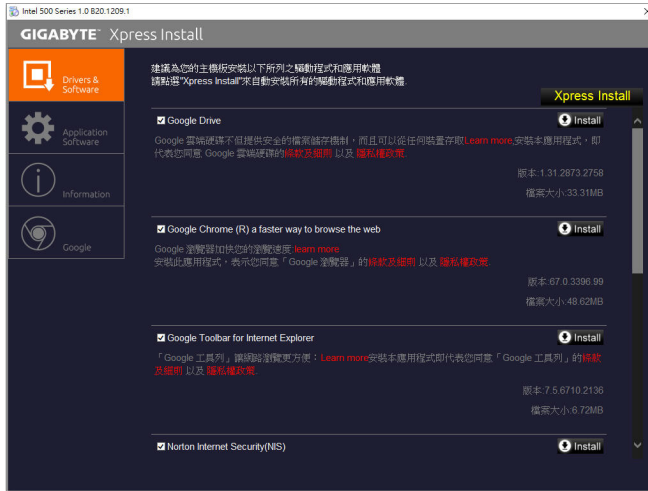 Intel 500 Series 1.0 B20.1209.1
GIGABYTE™ Xpress Install
Drivers & Software
Application Software
Information
Google
建議為您的主機板安裝以下所列之驅動程式和應用軟體
請點選"Xpress Install"來自動安裝所有的驅動程式和應用軟體.
Xpress Install
Google Drive
Install
Google 雲端硬碟不但提供安全的檔案儲存機制，而且可以從任何裝置存取Learn more.安裝本應用程式，即
代表您同意 Google 雲端硬碟的條款及細則 以及 隱私權政策.
版本:1.31.2873.2758
檔案大小:33.31MB
Google Chrome (R) a faster way to browse the web
Install
Google 瀏覽器加快您的瀏覽速度:learn more
安裝此應用程式，表示您同意「Google 瀏覽器」的條款及細則 以及 隱私權政策.
版本:67.0.3396.99
檔案大小:48.62MB
Google Toolbar for Internet Explorer
Install
「Google 工具列」讓網路瀏覽更方便：Learn more安裝本應用程式即代表您同意「Google 工具列」的條款
及細則 以及 隱私權政策.
版本:7.5.6710.2136
檔案大小:6.72MB
Norton Internet Security(NIS)
Install